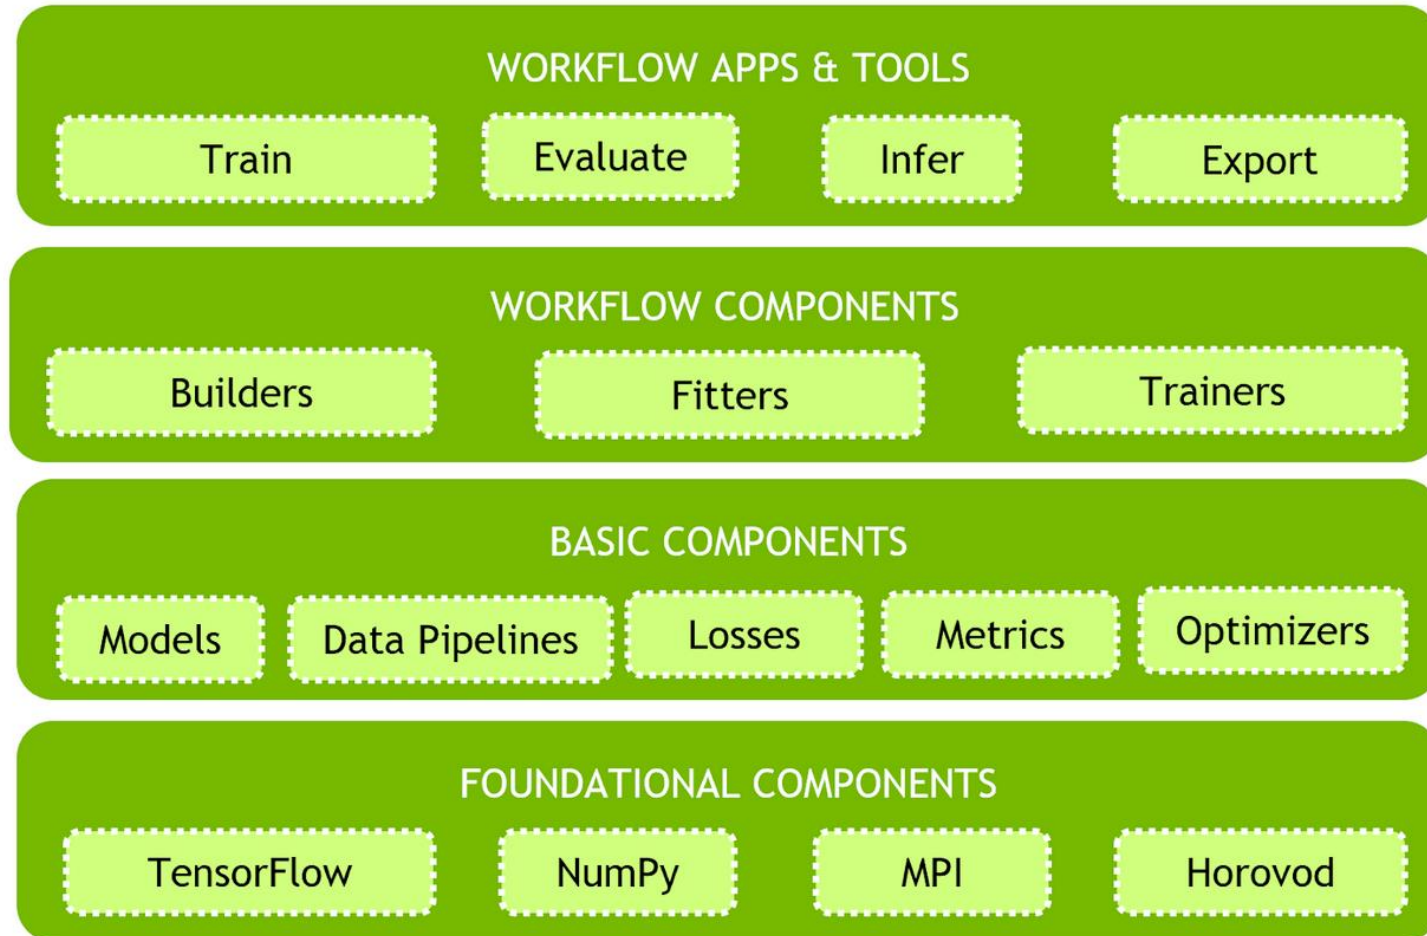 WORKFLOW APPS & TOOLS
Train Evaluate Infer Export
WORKFLOW COMPONENTS
Builders Fitters Trainers
BASIC COMPONENTS
Models Data Pipelines Losses Metrics Optimizers
FOUNDATIONAL COMPONENTS
TensorFlow NumPy MPI Horovod